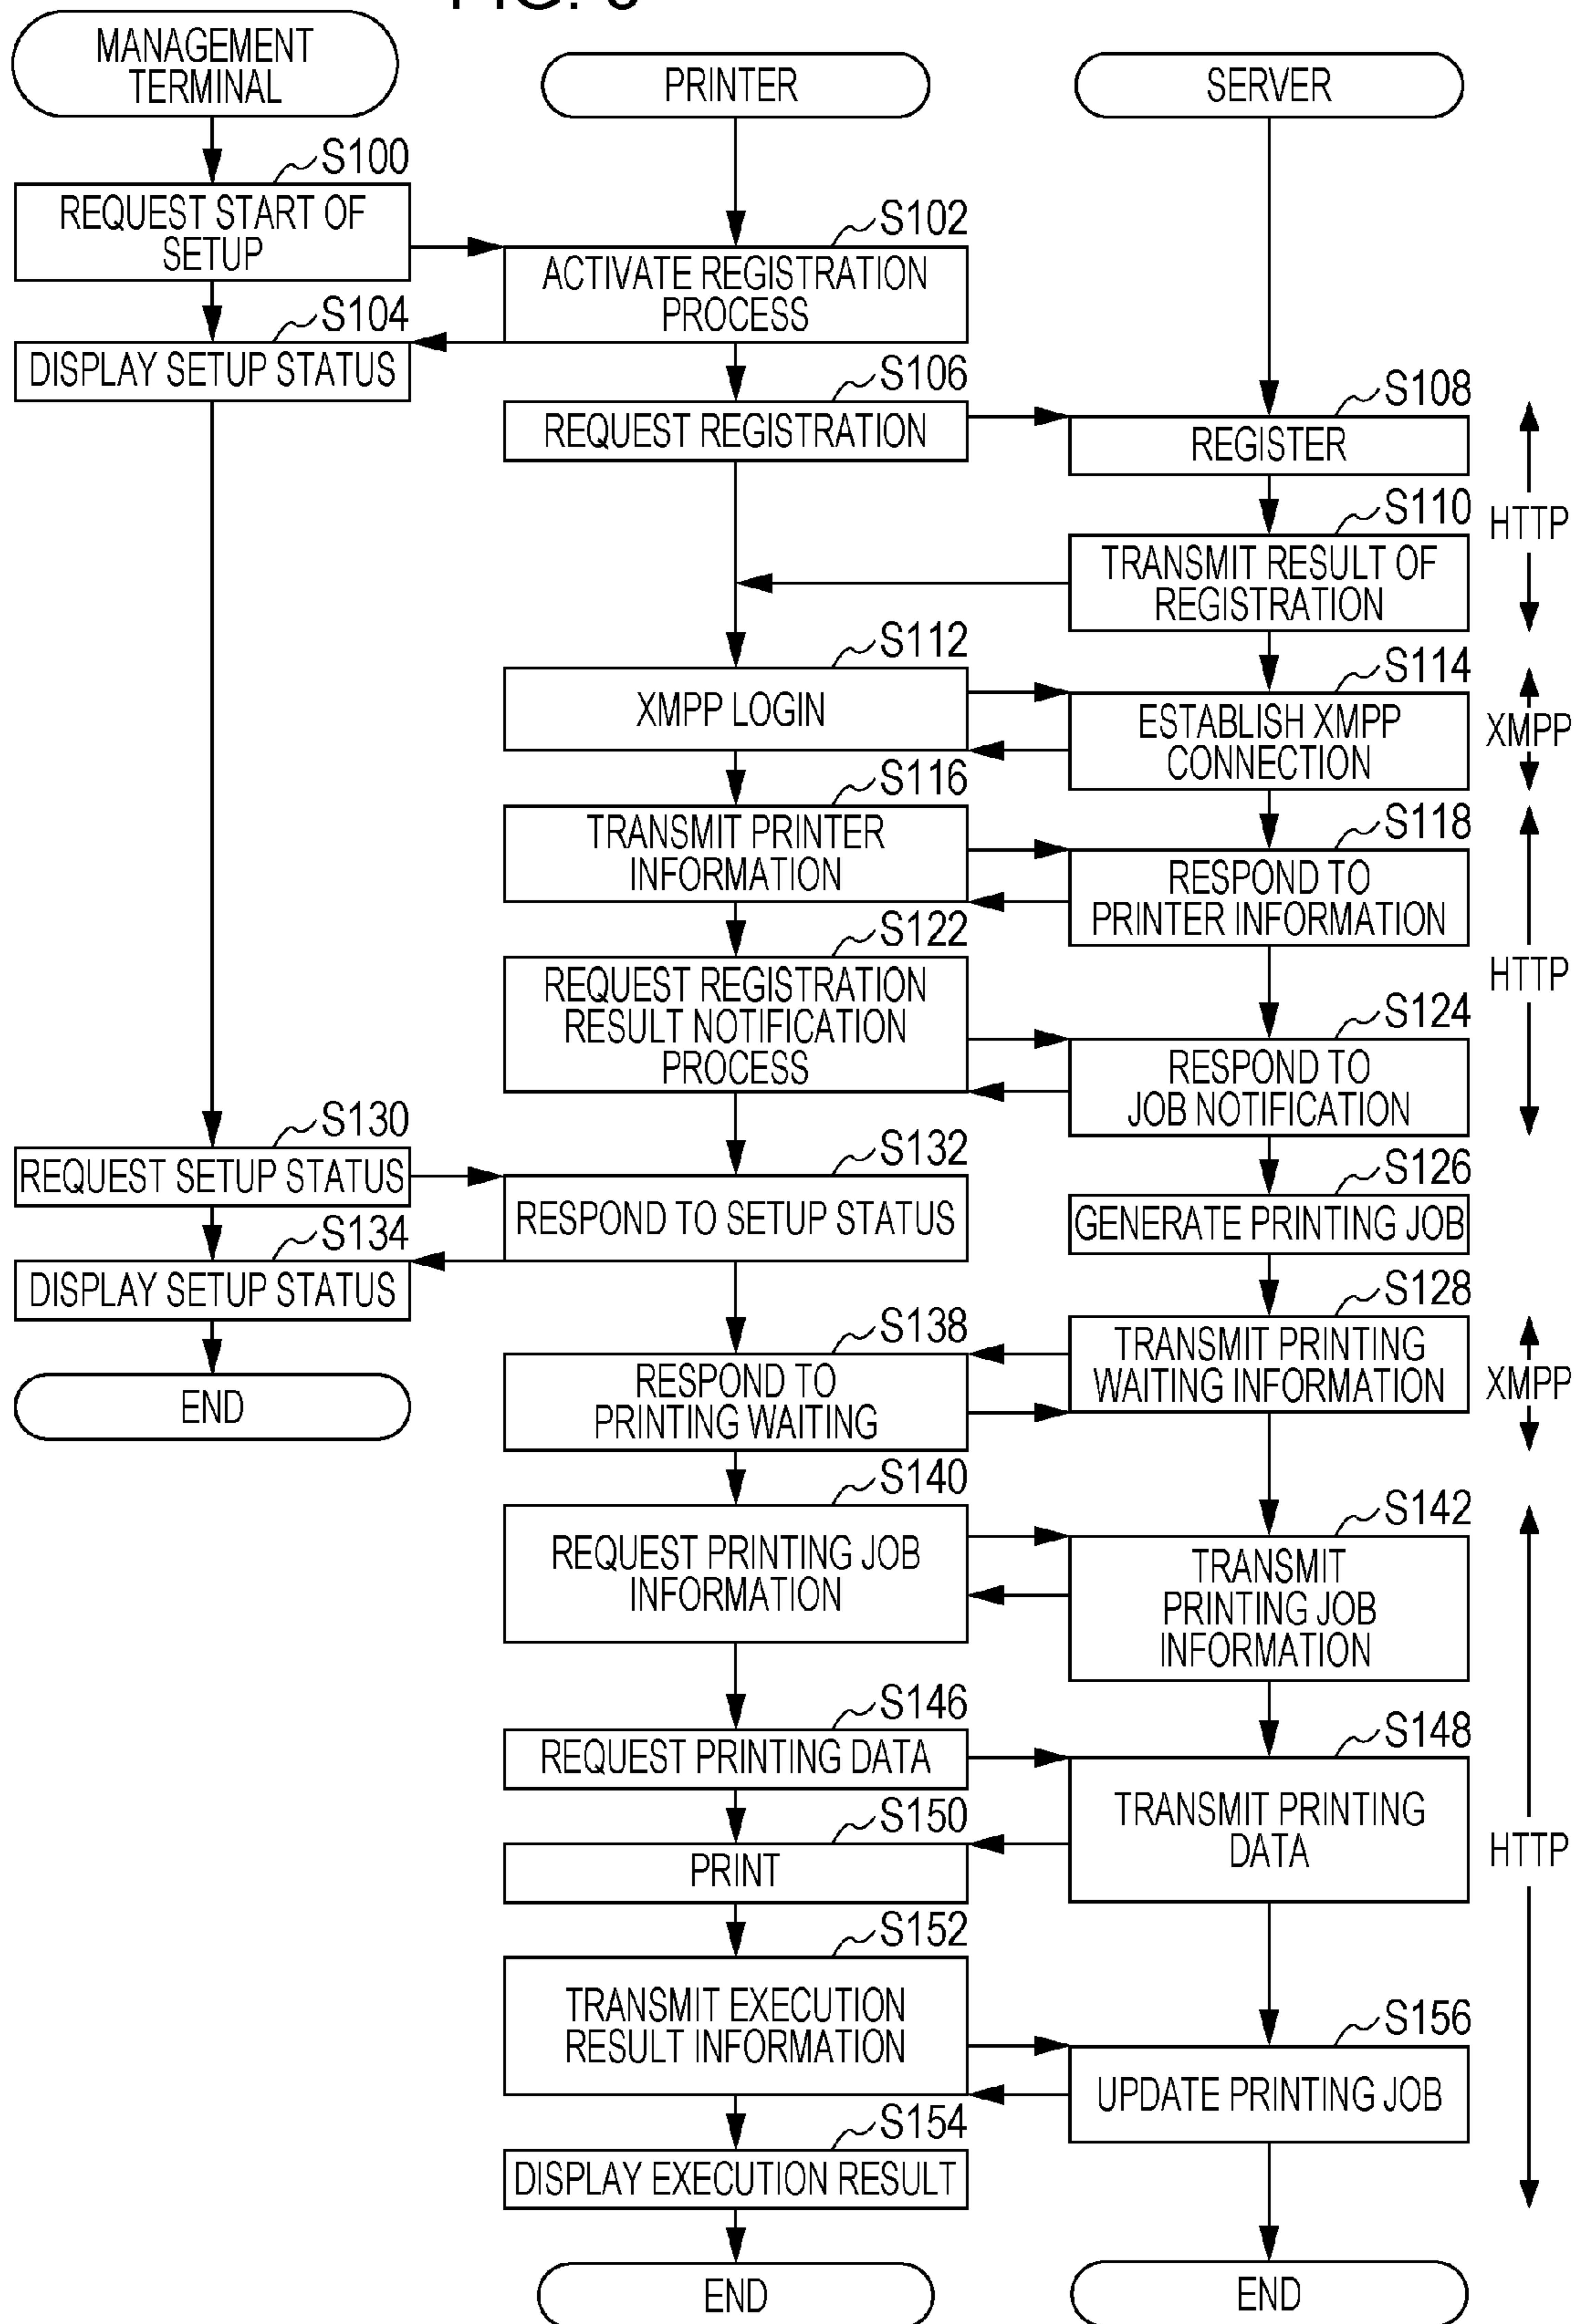 MANAGEMENT
TERMINAL
PRINTER
SERVER
S100
REQUEST START OF
SETUP
S102
ACTIVATE REGISTRATION
PROCESS
S104
DISPLAY SETUP STATUS
S106
REQUEST REGISTRATION
S108
REGISTER
HTTP
S110
TRANSMIT RESULT OF
REGISTRATION
S112
XMPP LOGIN
S114
ESTABLISH XMPP
CONNECTION
XMPP
S116
TRANSMIT PRINTER
INFORMATION
S118
RESPOND TO
PRINTER INFORMATION
HTTP
S122
REQUEST REGISTRATION
RESULT NOTIFICATION
PROCESS
S124
RESPOND TO
JOB NOTIFICATION
S130
REQUEST SETUP STATUS
S132
RESPOND TO SETUP STATUS
S126
GENERATE PRINTING JOB
S134
DISPLAY SETUP STATUS
S128
TRANSMIT PRINTING
WAITING INFORMATION
XMPP
S138
RESPOND TO
PRINTING WAITING
END
S140
REQUEST PRINTING JOB
INFORMATION
S142
TRANSMIT
PRINTING JOB
INFORMATION
S146
REQUEST PRINTING DATA
S148
TRANSMIT PRINTING
DATA
HTTP
S150
PRINT
S152
TRANSMIT EXECUTION
RESULT INFORMATION
S156
UPDATE PRINTING JOB
S154
DISPLAY EXECUTION RESULT
END
END